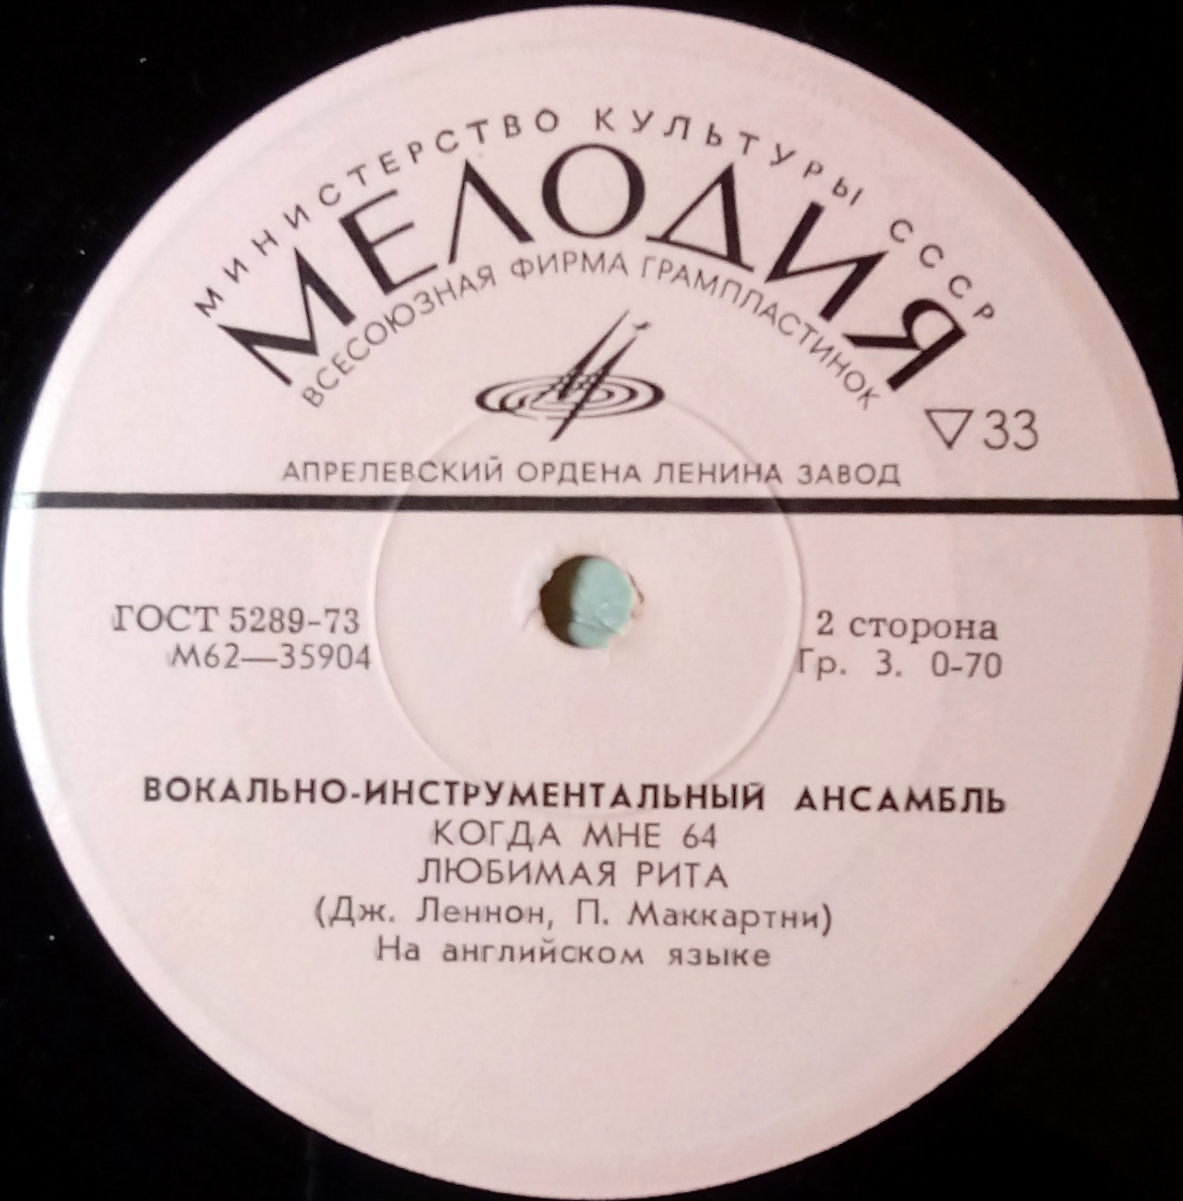 МИНИСТЕРСТВО КУЛЬТУРЫ СССР
МЕЛОДИЯ
ВСЕСОЮЗНАЯ ФИРМА ГРАМПЛАСТИНОК
▽33
АПРЕЛЕВСКИЙ ОРДЕНА ЛЕНИНА ЗАВОД
ГОСТ 5289-73
М62—35904
2 сторона
Гр. 3. 0-70
ВОКАЛЬНО-ИНСТРУМЕНТАЛЬНЫЙ АНСАМБЛЬ
КОГДА МНЕ 64
ЛЮБИМАЯ РИТА
(Дж. Леннон, П. Маккартни)
На английском языке